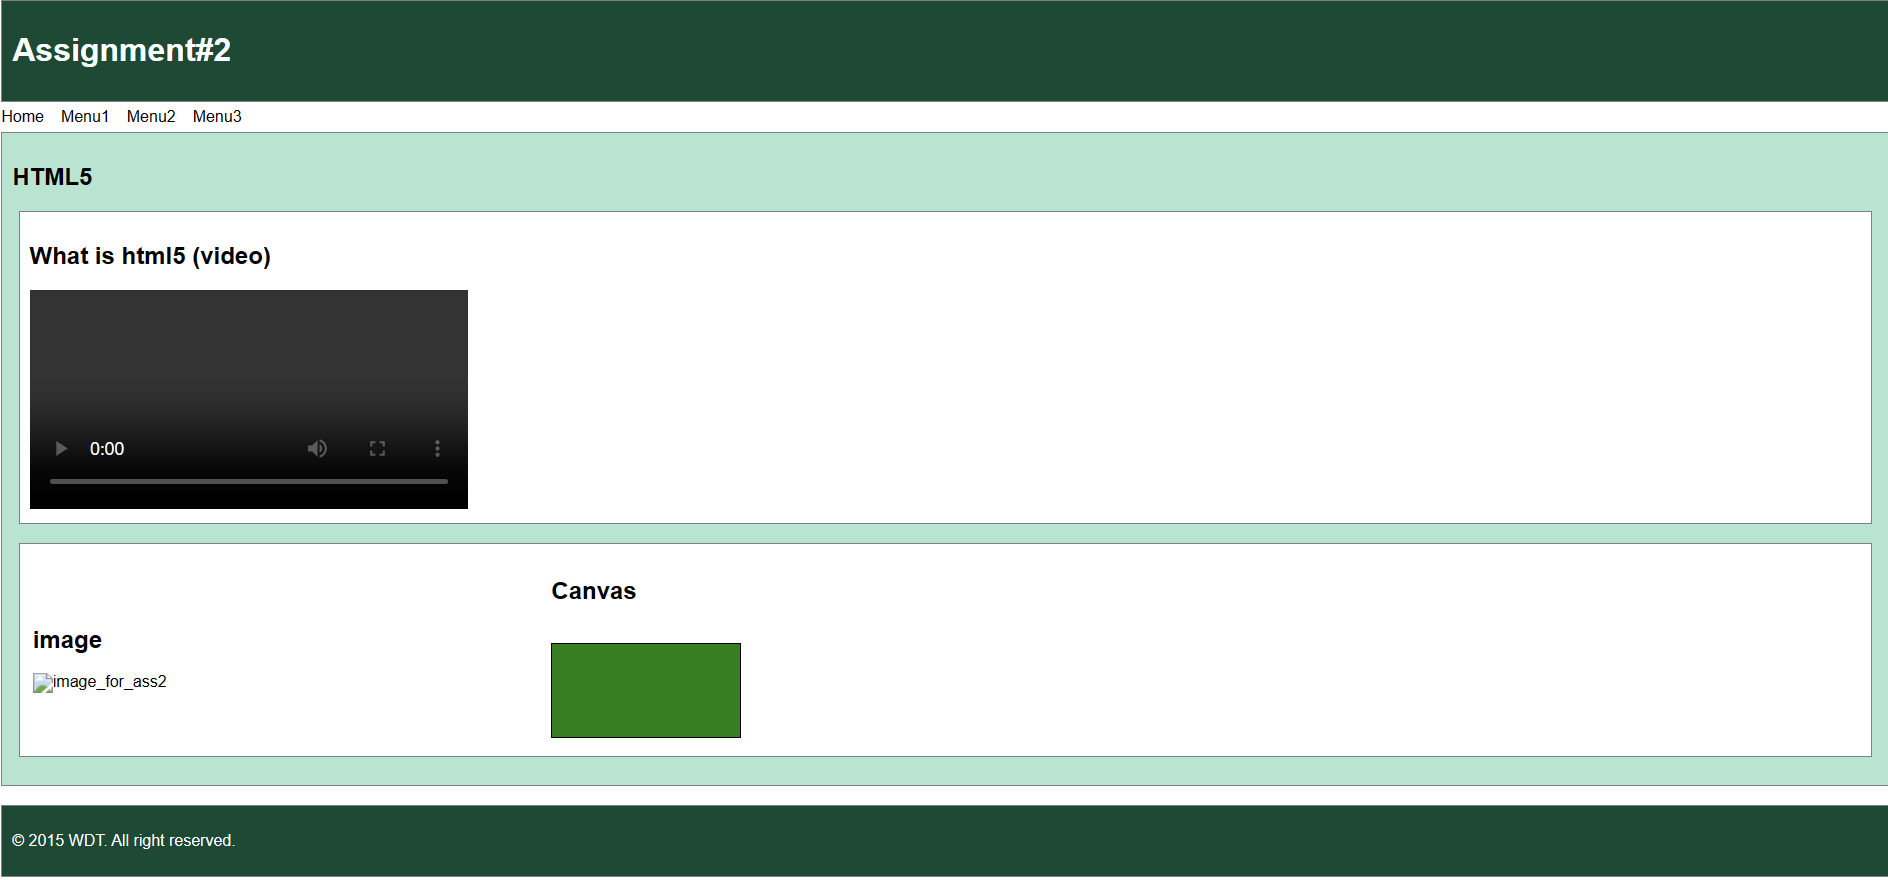 Assignment#2
Home Menu1 Menu2 Menu3
HTML5
What is html5 (video)
0:00
image
image_for_ass2
Canvas
© 2015 WDT. All right reserved.